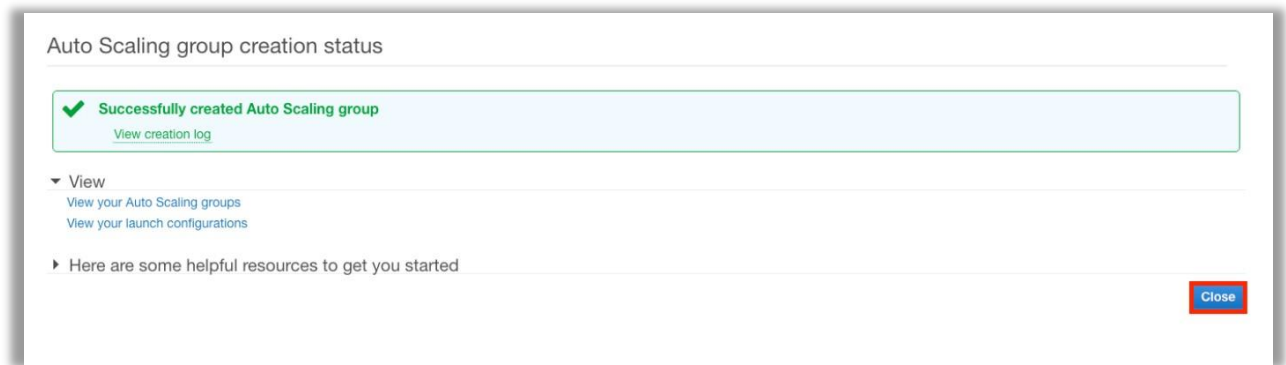 Auto Scaling group creation status
Successfully created Auto Scaling group
View creation log
View
View your Auto Scaling groups
View your launch configurations
Here are some helpful resources to get you started
Close